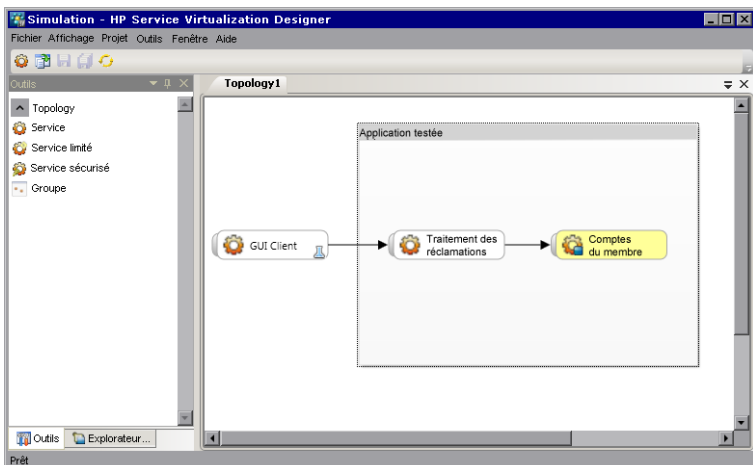 Simulation - HP Service Virtualization Designer
Fichier Affichage Projet Outils Fenêtre Aide
Outils
Topology1
Topology
Service
Service limité
Service sécurisé
Groupe
Application testée
GUI Client
Traitement des
réclamations
Comptes
du membre
Outils
Explorateur...
Prêt